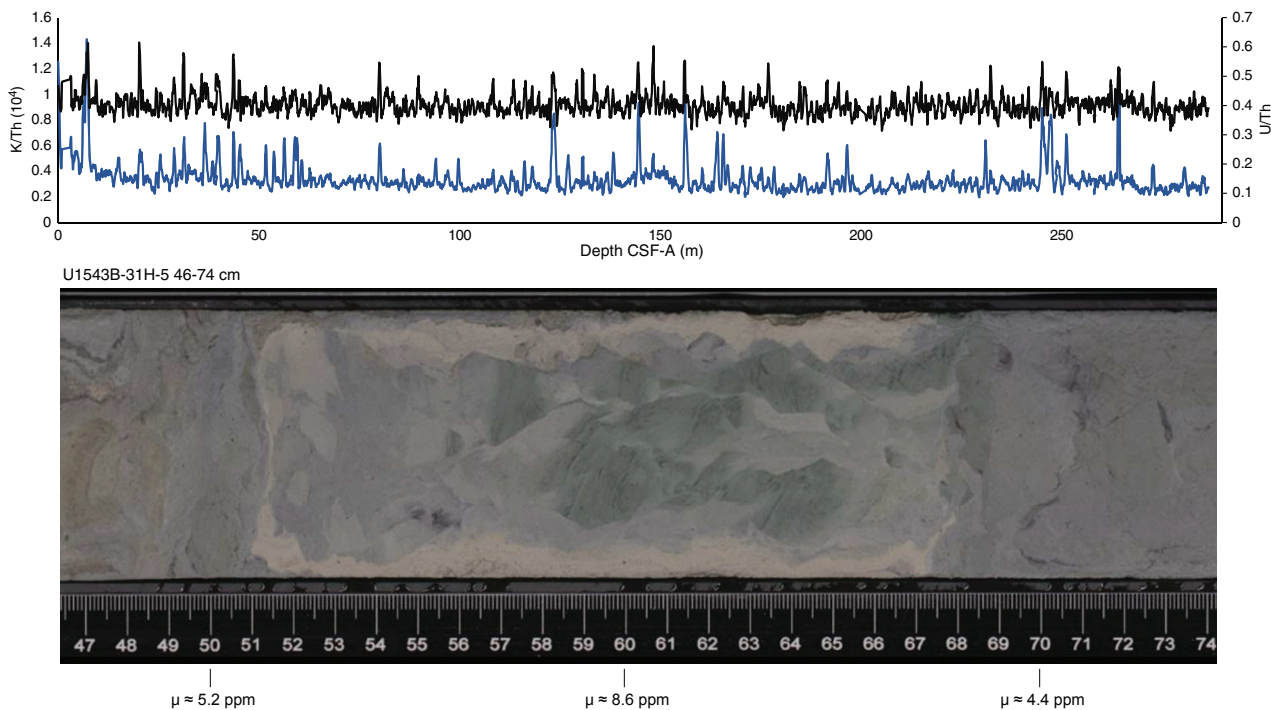 1.6
1.4
1.2
1
0.8
0.6
0.4
0.2
0
K/Th (10⁴)
0.7
0.6
0.5
0.4
0.3
0.2
0.1
0
U/Th
0 50 100 150 200 250
Depth CSF-A (m)
U1543B-31H-5 46-74 cm
47 48 49 50 51 52 53 54 55 56 57 58 59 60 61 62 63 64 65 66 67 68 69 70 71 72 73 74
μ ≈ 5.2 ppm μ ≈ 8.6 ppm μ ≈ 4.4 ppm